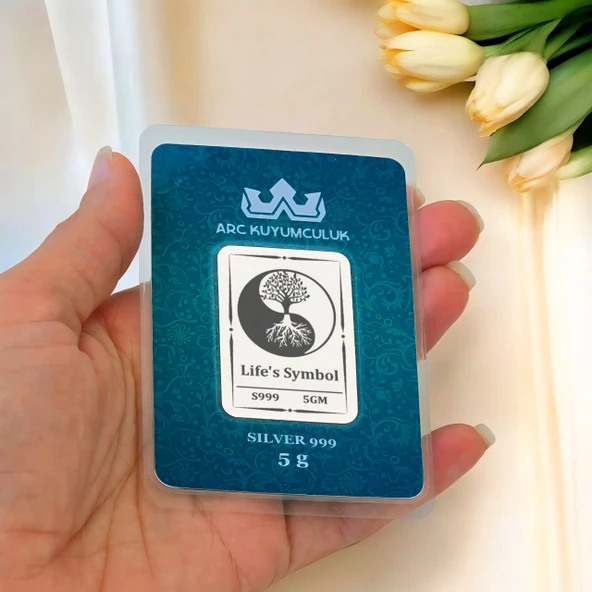 ARC KUYUMCULUK
Life's Symbol
S999 5GM
SILVER 999
5 g